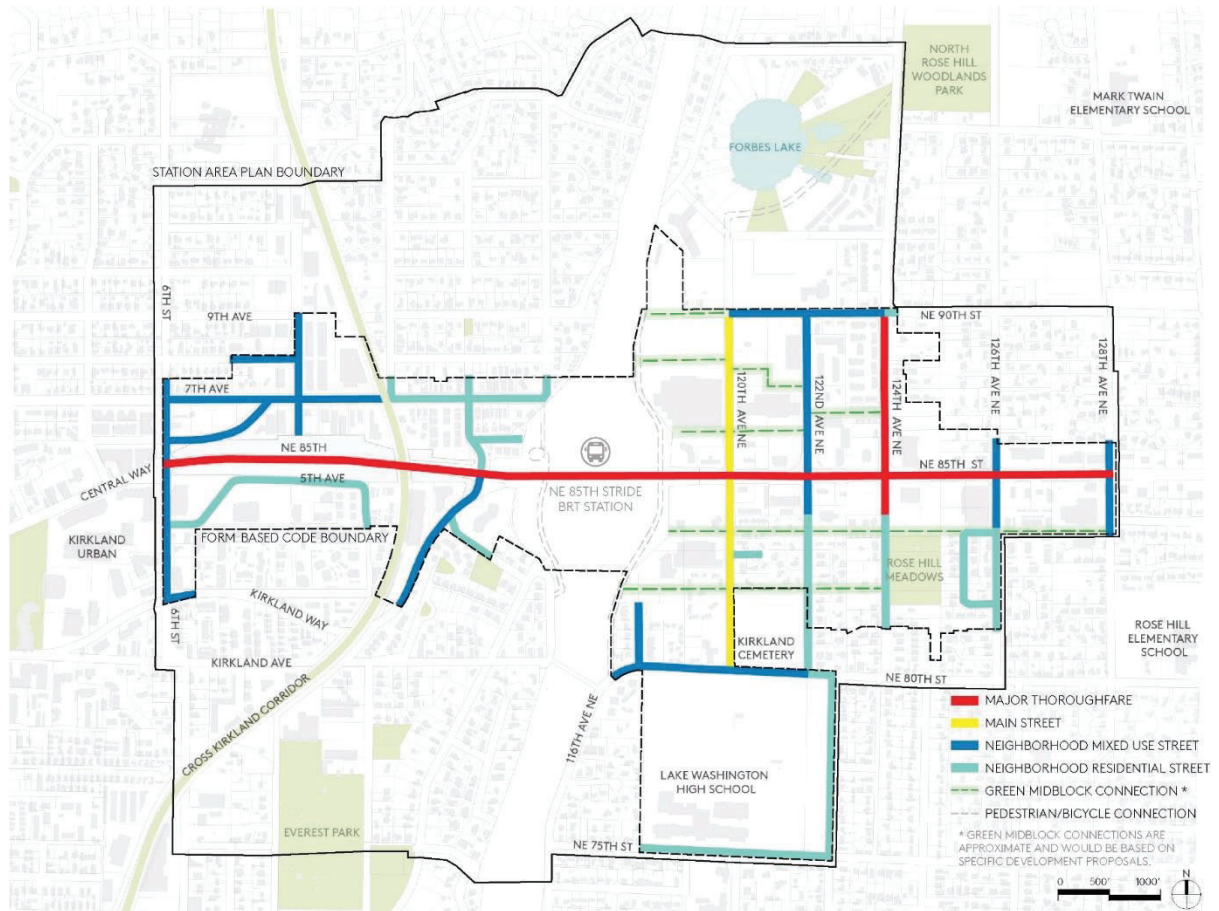 NORTH
ROSE HILL
WOODLANDS
PARK
MARK TWAIN
ELEMENTARY SCHOOL
FORBES LAKE
STATION AREA PLAN BOUNDARY
6TH ST
9TH AVE
NE 90TH ST
7TH AVE
120TH AVE NE
122ND AVE NE
124TH AVE NE
126TH AVE NE
128TH AVE NE
NE 85TH
NE 85TH ST
CENTRAL WAY
5TH AVE
NE 85TH STRIDE
BRT STATION
KIRKLAND
URBAN
FORM BASED CODE BOUNDARY
ROSE HILL
MEADOWS
KIRKLAND WAY
6TH ST
KIRKLAND AVE
KIRKLAND
CEMETERY
ROSE HILL
ELEMENTARY
SCHOOL
NE 80TH ST
CROSS KIRKLAND CORRIDOR
116TH AVE NE
LAKE WASHINGTON
HIGH SCHOOL
EVEREST PARK
NE 75TH ST
MAJOR THOROUGHFARE
MAIN STREET
NEIGHBORHOOD MIXED USE STREET
NEIGHBORHOOD RESIDENTIAL STREET
GREEN MIDBLOCK CONNECTION *
PEDESTRIAN/BICYCLE CONNECTION
* GREEN MIDBLOCK CONNECTIONS ARE
APPROXIMATE AND WOULD BE BASED ON
SPECIFIC DEVELOPMENT PROPOSALS.
0 500' 1000'
N